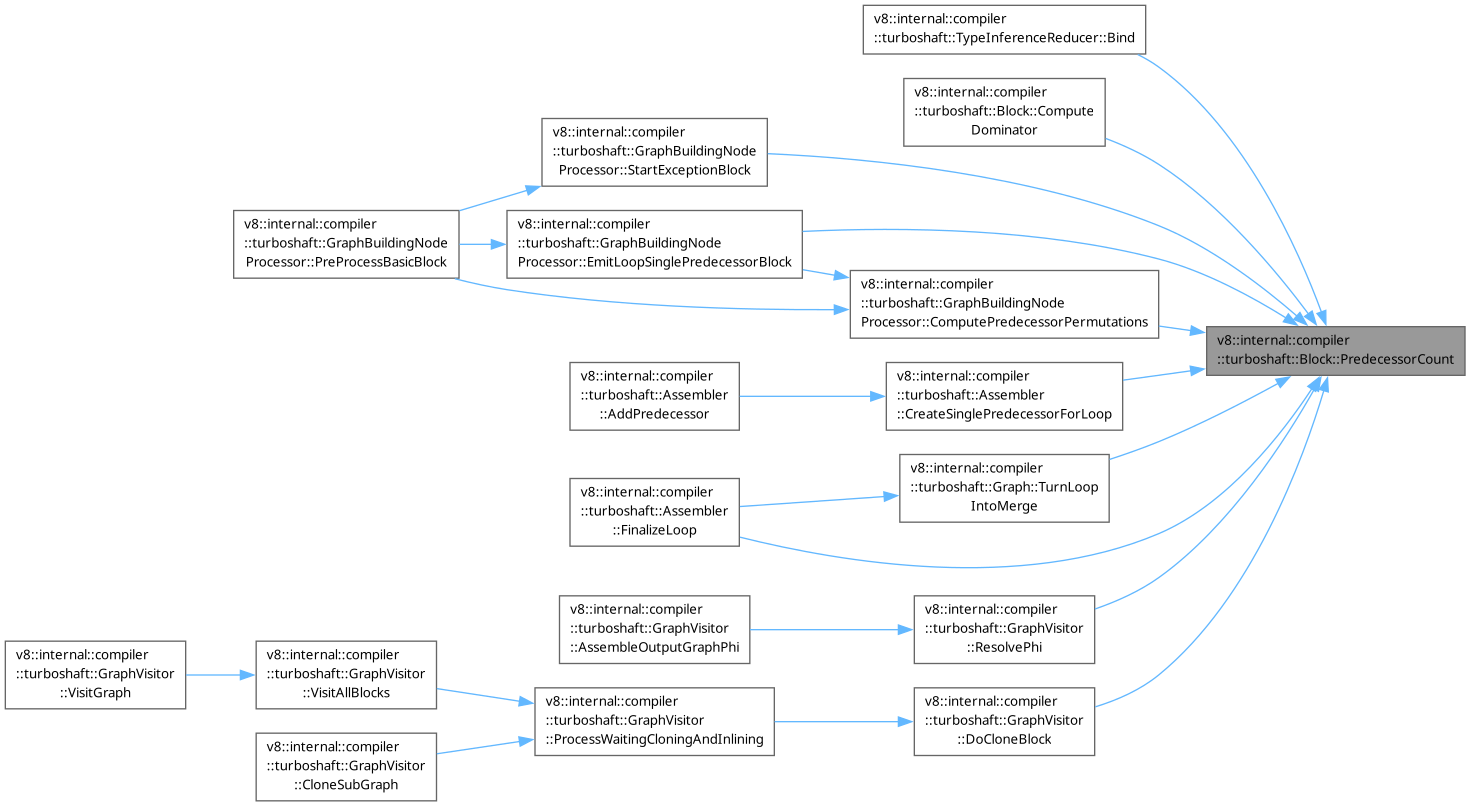 v8::internal::compiler
::turboshaft::TypeInferenceReducer::Bind
v8::internal::compiler
::turboshaft::Block::Compute
Dominator
v8::internal::compiler
::turboshaft::GraphBuildingNode
Processor::StartExceptionBlock
v8::internal::compiler
::turboshaft::GraphBuildingNode
Processor::PreProcessBasicBlock
v8::internal::compiler
::turboshaft::GraphBuildingNode
Processor::EmitLoopSinglePredecessorBlock
v8::internal::compiler
::turboshaft::GraphBuildingNode
Processor::ComputePredecessorPermutations
v8::internal::compiler
::turboshaft::Block::PredecessorCount
v8::internal::compiler
::turboshaft::Assembler
::AddPredecessor
v8::internal::compiler
::turboshaft::Assembler
::CreateSinglePredecessorForLoop
v8::internal::compiler
::turboshaft::Graph::TurnLoop
IntoMerge
v8::internal::compiler
::turboshaft::Assembler
::FinalizeLoop
v8::internal::compiler
::turboshaft::GraphVisitor
::AssembleOutputGraphPhi
v8::internal::compiler
::turboshaft::GraphVisitor
::ResolvePhi
v8::internal::compiler
::turboshaft::GraphVisitor
::VisitGraph
v8::internal::compiler
::turboshaft::GraphVisitor
::VisitAllBlocks
v8::internal::compiler
::turboshaft::GraphVisitor
::ProcessWaitingCloningAndInlining
v8::internal::compiler
::turboshaft::GraphVisitor
::DoCloneBlock
v8::internal::compiler
::turboshaft::GraphVisitor
::CloneSubGraph